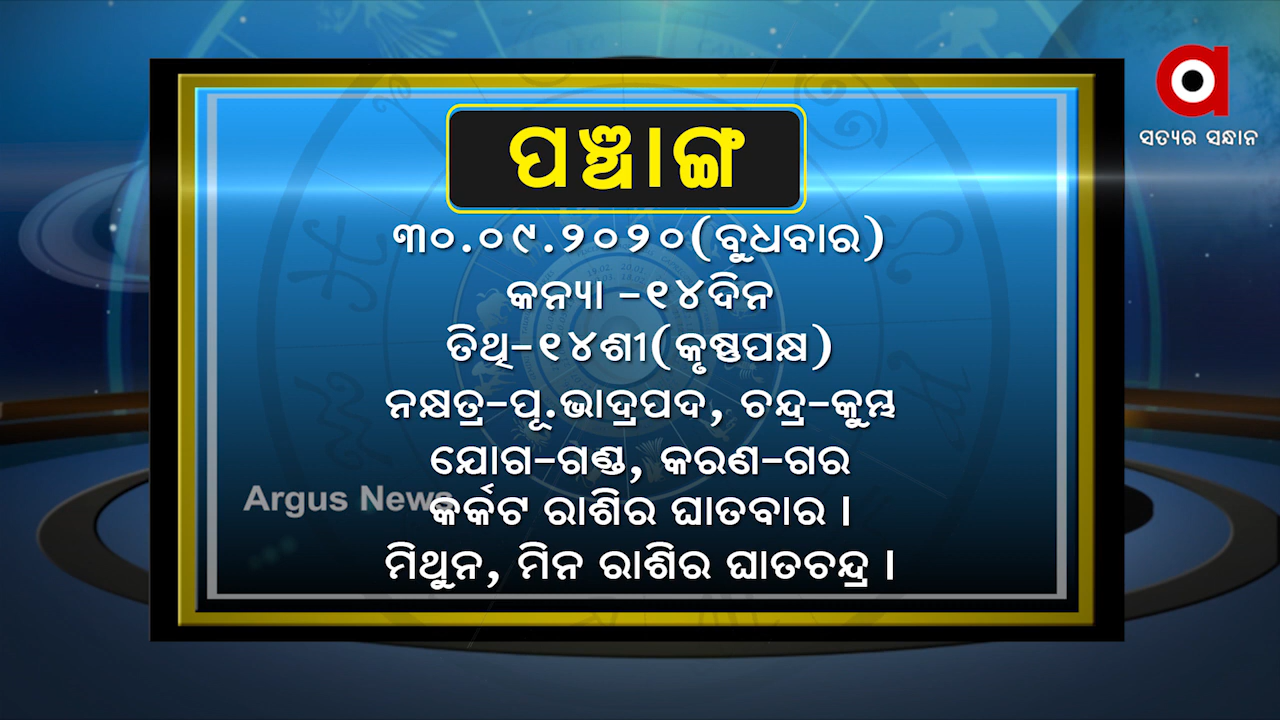 ପଞ୍ଚାଙ୍ଗ
ସତ୍ୟର ସନ୍ଧାନ
୩୦.୦୯.୨୦୨୦(ବୁଧବାର)
କନ୍ୟା -୧୪ଦିନ
ତିଥି-୧୪ଶୀ(କୃଷ୍ଣପକ୍ଷ)
ନକ୍ଷତ୍ର-ପୂ.ଭାଦ୍ରପଦ, ଚନ୍ଦ୍ର-କୁମ୍ଭ
ଯୋଗ-ଗଣ୍ଡ, କରଣ-ଗର
Argus News
କର୍କଟ ରାଶିର ଘାତବାର ।
ମିଥୁନ, ମିନ ରାଶିର ଘାତଚନ୍ଦ୍ର ।